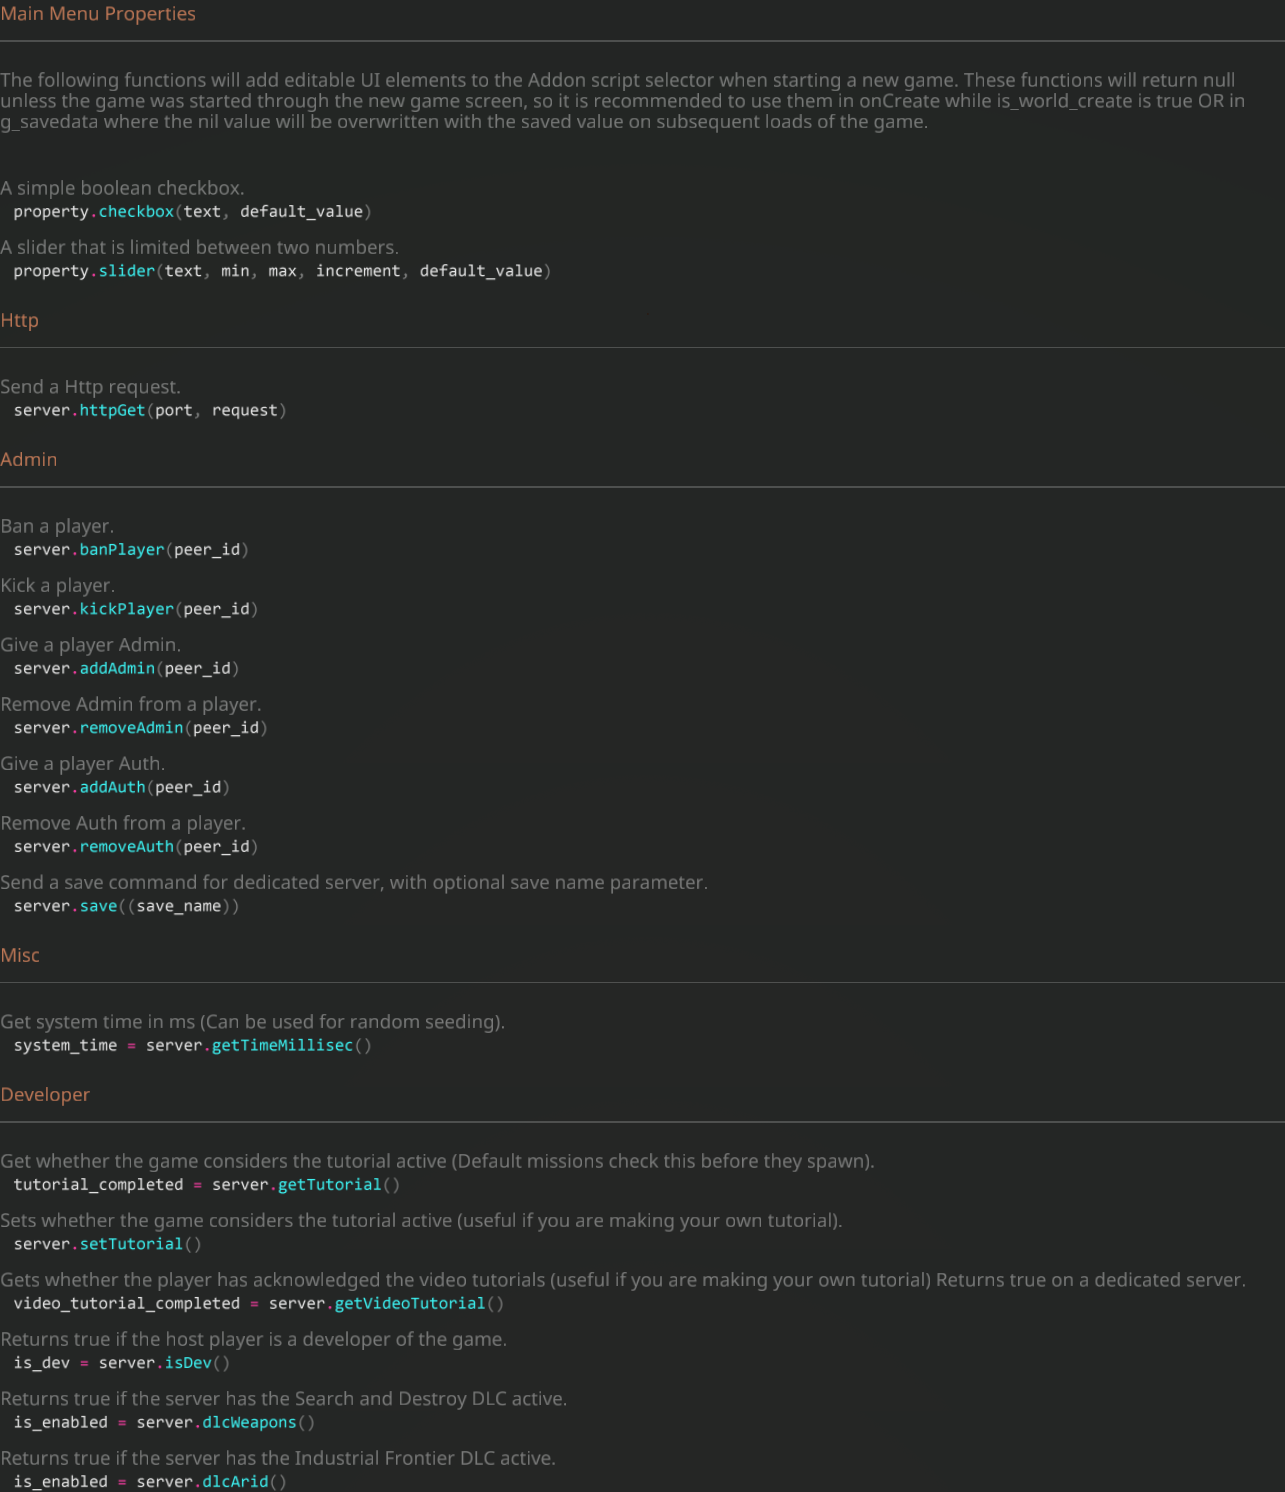 Main Menu Properties
The following functions will add editable UI elements to the Addon script selector when starting a new game. These functions will return null
unless the game was started through the new game screen, so it is recommended to use them in onCreate while is_world_create is true OR in
g_savedata where the nil value will be overwritten with the saved value on subsequent loads of the game.
A simple boolean checkbox.
property.checkbox(text, default_value)
A slider that is limited between two numbers.
property.slider(text, min, max, increment, default_value)
Http
Send a Http request.
server.httpGet(port, request)
Admin
Ban a player.
server.banPlayer(peer_id)
Kick a player.
server.kickPlayer(peer_id)
Give a player Admin.
server.addAdmin(peer_id)
Remove Admin from a player.
server.removeAdmin(peer_id)
Give a player Auth.
server.addAuth(peer_id)
Remove Auth from a player.
server.removeAuth(peer_id)
Send a save command for dedicated server, with optional save name parameter.
server.save((save_name))
Misc
Get system time in ms (Can be used for random seeding).
system_time = server.getTimeMillisec()
Developer
Get whether the game considers the tutorial active (Default missions check this before they spawn).
tutorial_completed = server.getTutorial()
Sets whether the game considers the tutorial active (useful if you are making your own tutorial).
server.setTutorial()
Gets whether the player has acknowledged the video tutorials (useful if you are making your own tutorial) Returns true on a dedicated server.
video_tutorial_completed = server.getVideoTutorial()
Returns true if the host player is a developer of the game.
is_dev = server.isDev()
Returns true if the server has the Search and Destroy DLC active.
is_enabled = server.dlcWeapons()
Returns true if the server has the Industrial Frontier DLC active.
is_enabled = server.dlcArid()